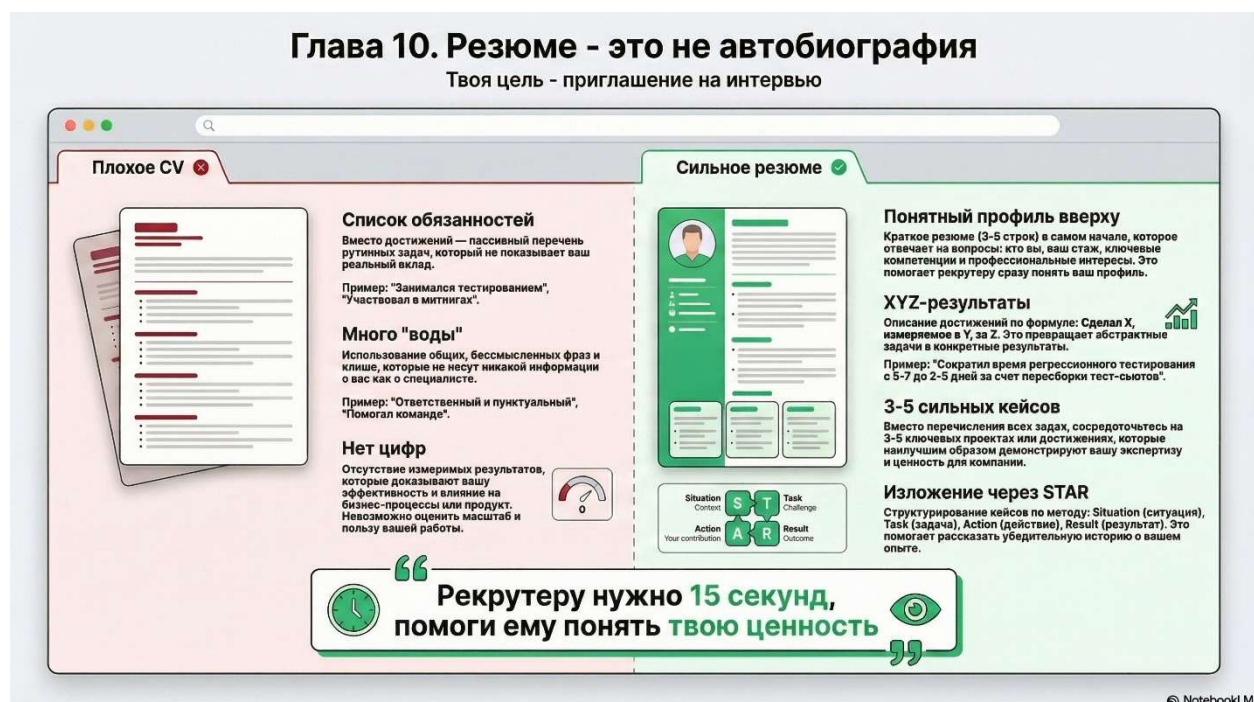 Глава 10. Резюме - это не автобиография
Твоя цель - приглашение на интервью
Плохое CV
Список обязанностей
Вместо достижений — пассивный перечень
рутинных задач, который не показывает ваш
реальный вклад.
Пример: "Занимался тестированием",
"Участвовал в митнигах".
Много "воды"
Использование общих, бессмысленных фраз и
клише, которые не несут никакой информации
о вас как о специалисте.
Пример: "Ответственный и пунктуальный",
"Помогал команде".
Нет цифр
Отсутствие измеримых результатов,
которые доказывают вашу
эффективность и влияние на
бизнес-процессы или продукт.
Невозможно оценить масштаб и
пользу вашей работы.
0
Сильное резюме
Понятный профиль вверху
Краткое резюме (3-5 строк) в самом начале, которое
отвечает на вопросы: кто вы, ваш стаж, ключевые
компетенции и профессиональные интересы. Это
помогает рекрутеру сразу понять ваш профиль.
XYZ-результаты
Описание достижений по формуле: Сделал X,
измеряемое в Y, за Z. Это превращает абстрактные
задачи в конкретные результаты.
Пример: "Сократил время регрессионного тестирования
с 5-7 до 2-5 дней за счет пересборки тест-сьютов".
3-5 сильных кейсов
Вместо перечисления всех задач, сосредоточьтесь на
3-5 ключевых проектах или достижениях, которые
наилучшим образом демонстрируют вашу экспертизу
и ценность для компании.
Изложение через STAR
Структурирование кейсов по методу: Situation (ситуация),
Task (задача), Action (действие), Result (результат). Это
помогает рассказать убедительную историю о вашем
опыте.
Situation S T Task
Context Challenge
Action A R Result
Your contribution Outcome
Рекрутеру нужно 15 секунд,
помоги ему понять твою ценность
NotebookLM